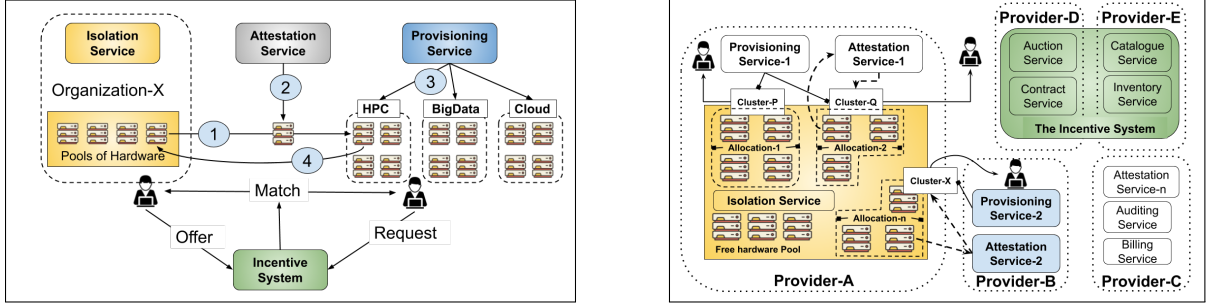 Isolation
Service
Attestation
Service
Provisioning
Service
Organization-X
2
3
HPC
BigData
Cloud
1
Pools of Hardware
4
Match
Offer
Request
Incentive
System
Provider-D
Provider-E
Provisioning
Service-1
Attestation
Service-1
Auction
Service
Catalogue
Service
Contract
Service
Inventory
Service
The Incentive System
Cluster-P
Cluster-Q
Allocation-1
Allocation-2
Cluster-X
Isolation Service
Allocation-n
Free hardware Pool
Provisioning
Service-2
Attestation
Service-2
Attestation
Service-n
Auditing
Service
Billing
Service
Provider-A
Provider-B
Provider-C